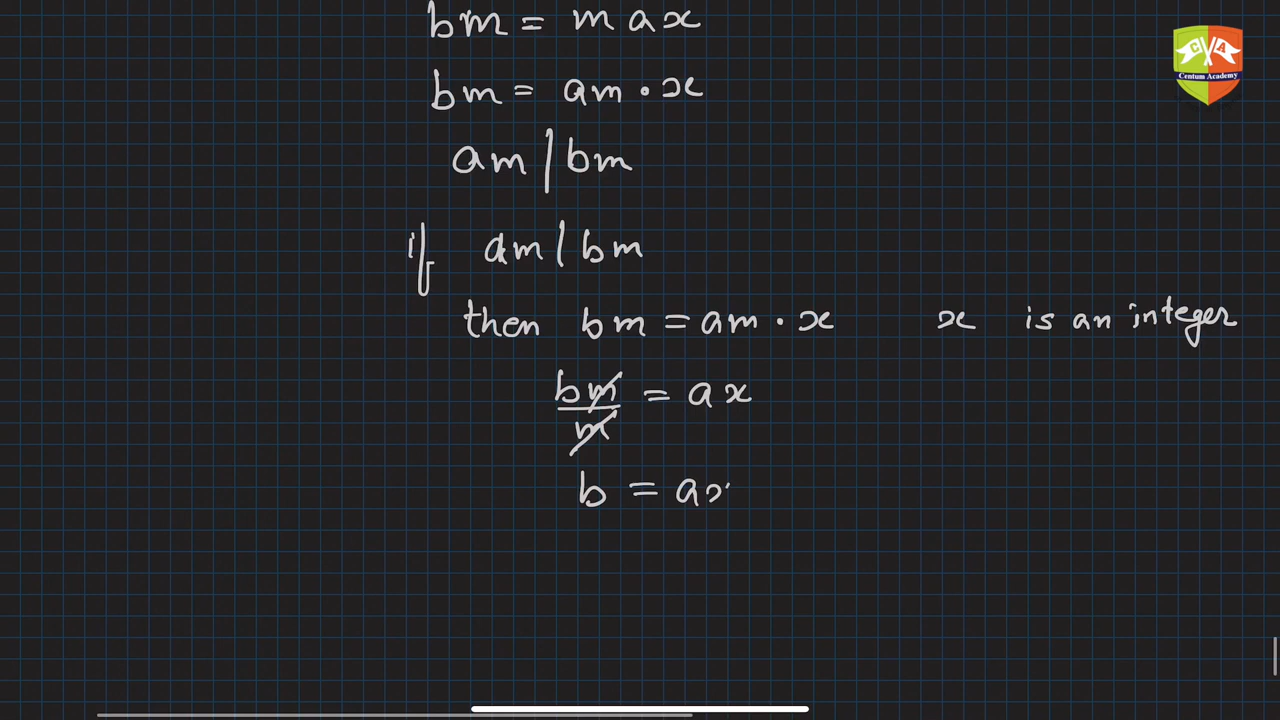 bm = m a x
bm = am · x
am | bm
if am | bm
then bm = am · x x is an integer
bm/m = ax
b = ax
C A
Centum Academy